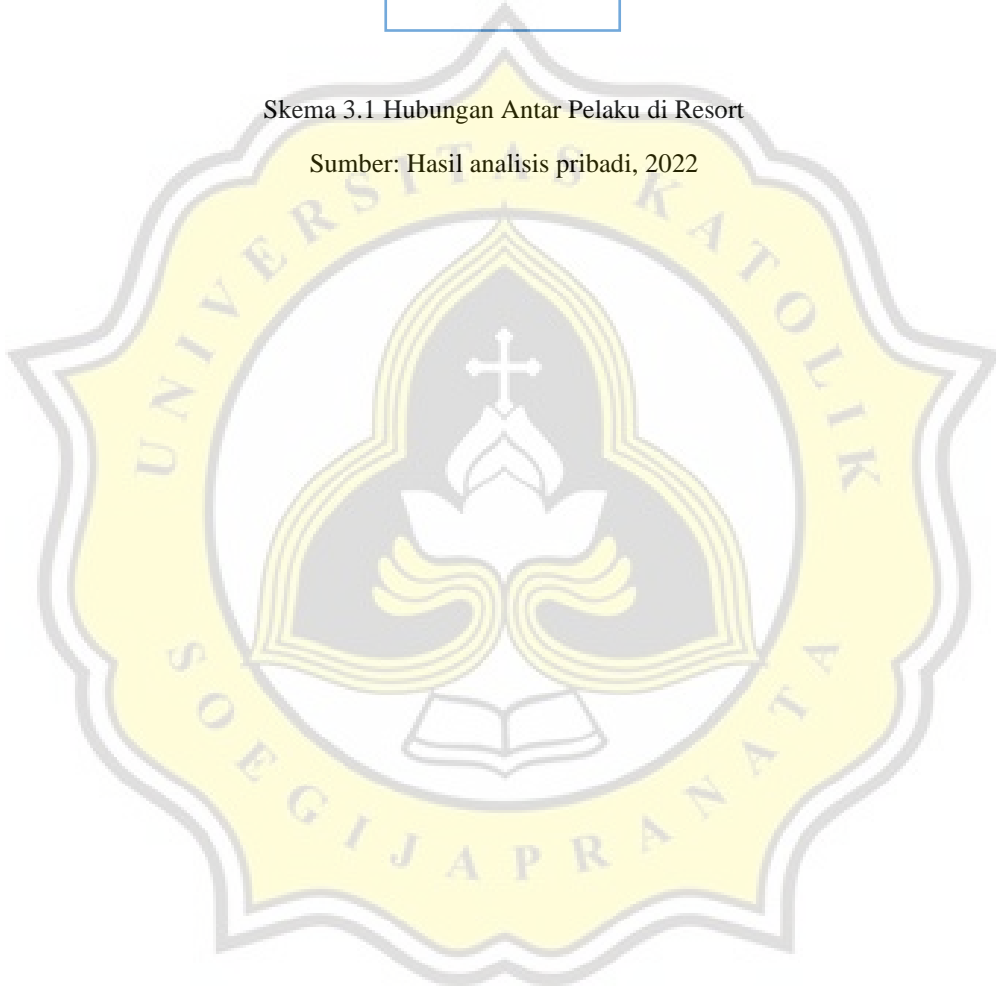 Skema 3.1 Hubungan Antar Pelaku di Resort
Sumber: Hasil analisis pribadi, 2022
UNIVERSITAS KATOLIK
SOEGIJAPRANATA